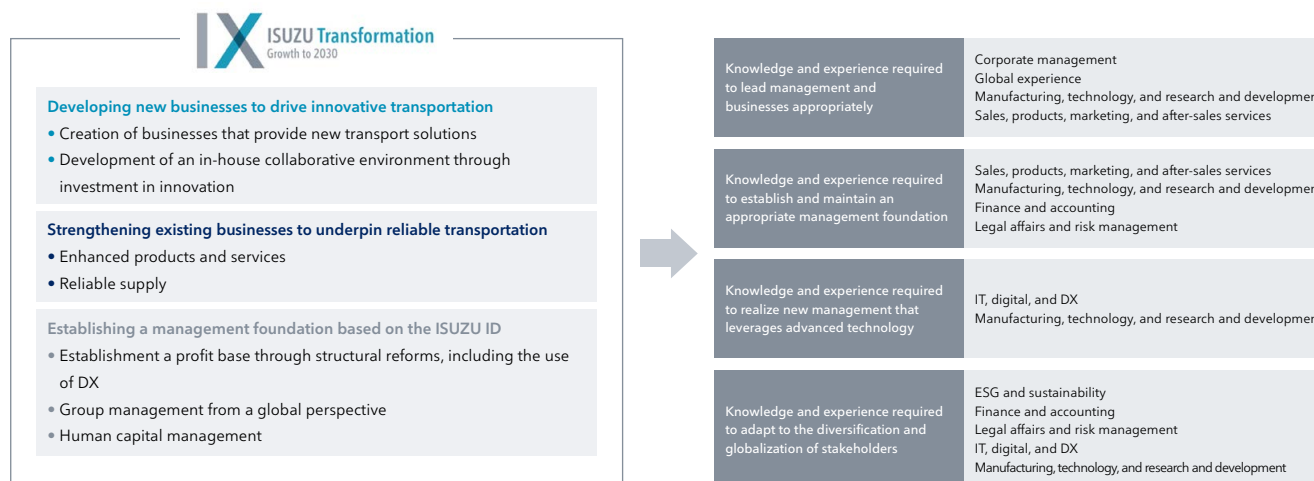 IX ISUZU Transformation
Growth to 2030
Developing new businesses to drive innovative transportation
• Creation of businesses that provide new transport solutions
• Development of an in-house collaborative environment through
investment in innovation
Strengthening existing businesses to underpin reliable transportation
• Enhanced products and services
• Reliable supply
Establishing a management foundation based on the ISUZU ID
• Establishment a profit base through structural reforms, including the use
of DX
• Group management from a global perspective
• Human capital management
Knowledge and experience required
to lead management and
businesses appropriately
Corporate management
Global experience
Manufacturing, technology, and research and
Sales, products, marketing, and after-sales services
Knowledge and experience required
to establish and maintain an
appropriate management foundation
Sales, products, marketing, and after-sales services
Manufacturing, technology, and research and
Finance and accounting
Legal affairs and risk management
Knowledge and experience required
to realize new management that
leverages advanced technology
IT, digital, and DX
Manufacturing, technology, and research and
Knowledge and experience required
to adapt to the diversification and
globalization of stakeholders
ESG and sustainability
Finance and accounting
Legal affairs and risk management
IT, digital, and DX
Manufacturing, technology, and research and development